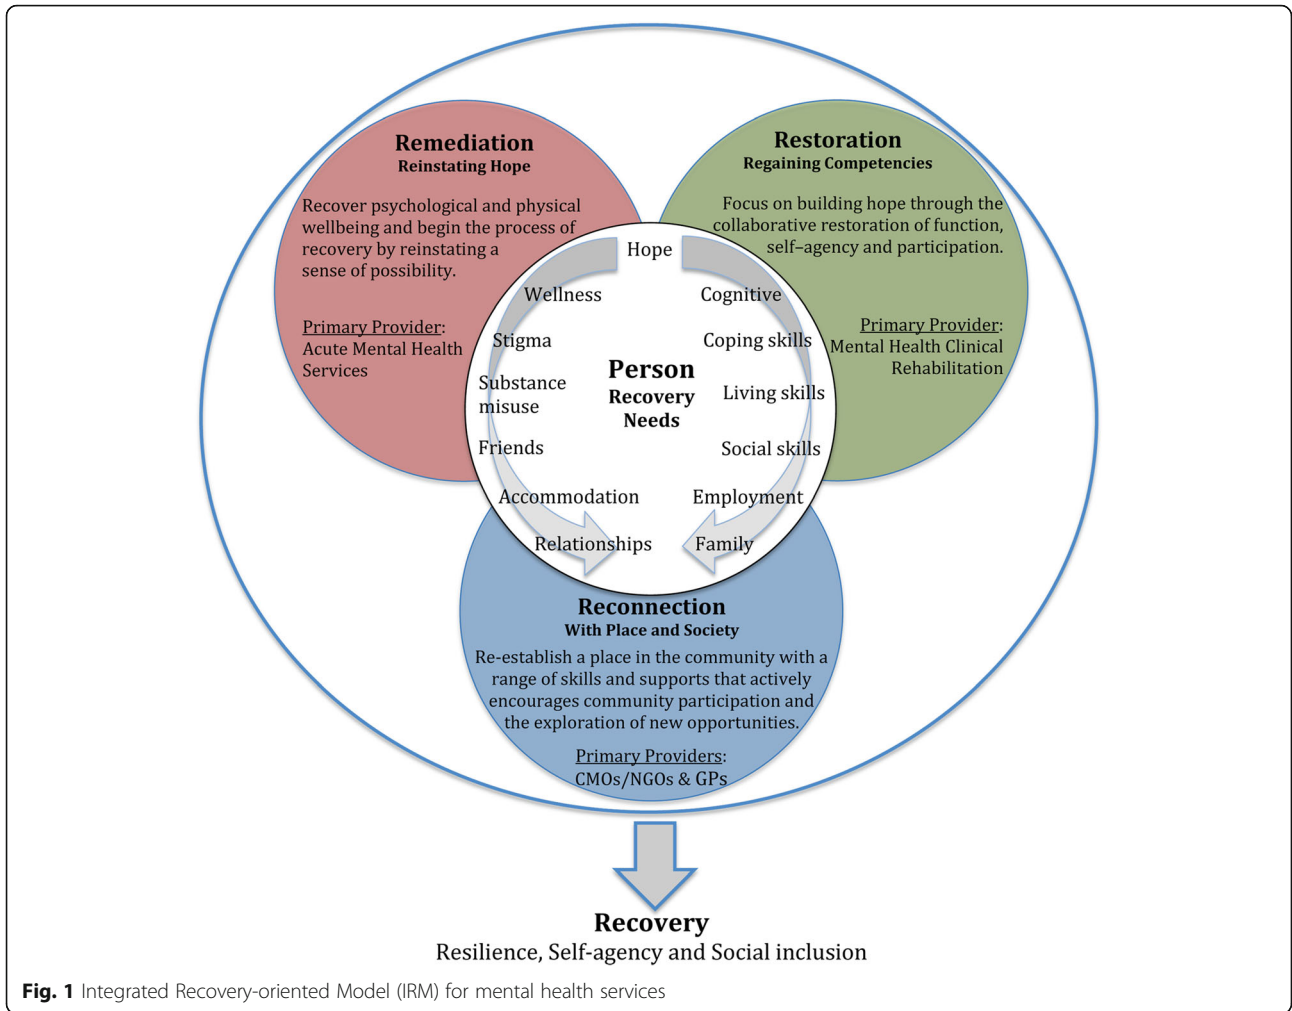 Remediation
Reinstating Hope
Recover psychological and physical
wellbeing and begin the process of
recovery by reinstating a
sense of possibility.
Primary Provider:
Acute Mental Health
Services
Restoration
Regaining Competencies
Focus on building hope through the
collaborative restoration of function,
self–agency and participation.
Primary Provider:
Mental Health Clinical
Rehabilitation
Hope
Wellness
Stigma
Substance
misuse
Friends
Accommodation
Relationships
Person
Recovery
Needs
Cognitive
Coping skills
Living skills
Social skills
Employment
Family
Reconnection
With Place and Society
Re-establish a place in the community with a
range of skills and supports that actively
encourages community participation and
the exploration of new opportunities.
Primary Providers:
CMOs/NGOs & GPs
Recovery
Resilience, Self-agency and Social inclusion
Fig. 1 Integrated Recovery-oriented Model (IRM) for mental health services